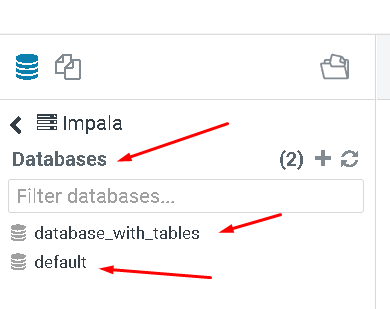 Impala
Databases (2)
Filter databases...
database_with_tables
default